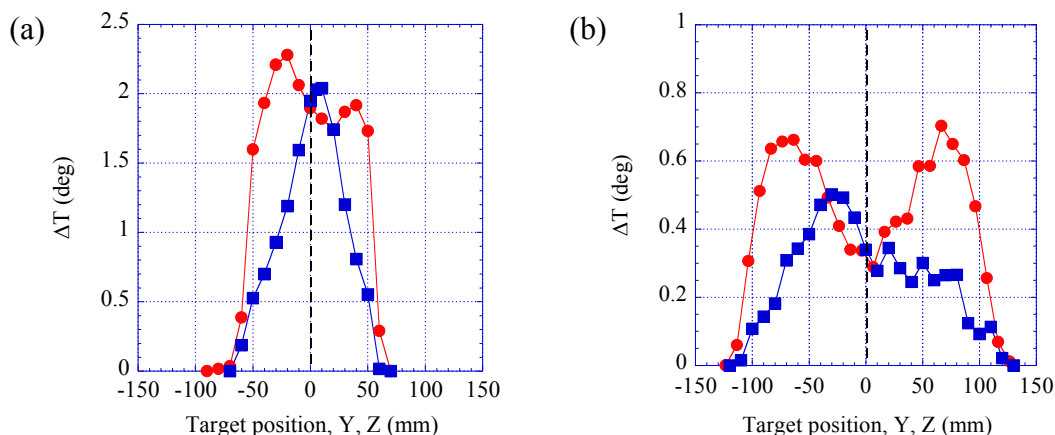 (a)
2.5
2
1.5
1
0.5
0
ΔT (deg)
-150 -100 -50 0 50 100 150
Target position, Y, Z (mm)
(b)
1
0.8
0.6
0.4
0.2
0
ΔT (deg)
-150 -100 -50 0 50 100 150
Target position, Y, Z (mm)